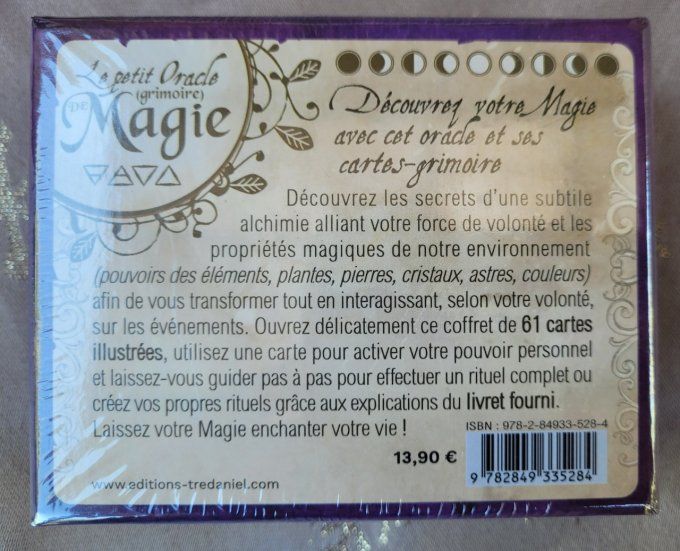 Le petit Oracle
(grimoire)
DE
Magie
Découvrez votre Magie
avec cet oracle et ses
cartes-grimoire
Découvrez les secrets d'une subtile
alchimie alliant votre force de volonté et les
propriétés magiques de notre environnement
(pouvoirs des éléments, plantes, pierres, cristaux, astres, couleurs)
afin de vous transformer tout en interagissant, selon votre volonté,
sur les événements. Ouvrez délicatement ce coffret de 61 cartes
illustrées, utilisez une carte pour activer votre pouvoir personnel
et laissez-vous guider pas à pas pour effectuer un rituel complet ou
créez vos propres rituels grâce aux explications du livret fourni.
Laissez votre Magie enchanter votre vie !
ISBN : 978-2-84933-528-4
13,90 €
9 782849 335284
www.editions-tredaniel.com